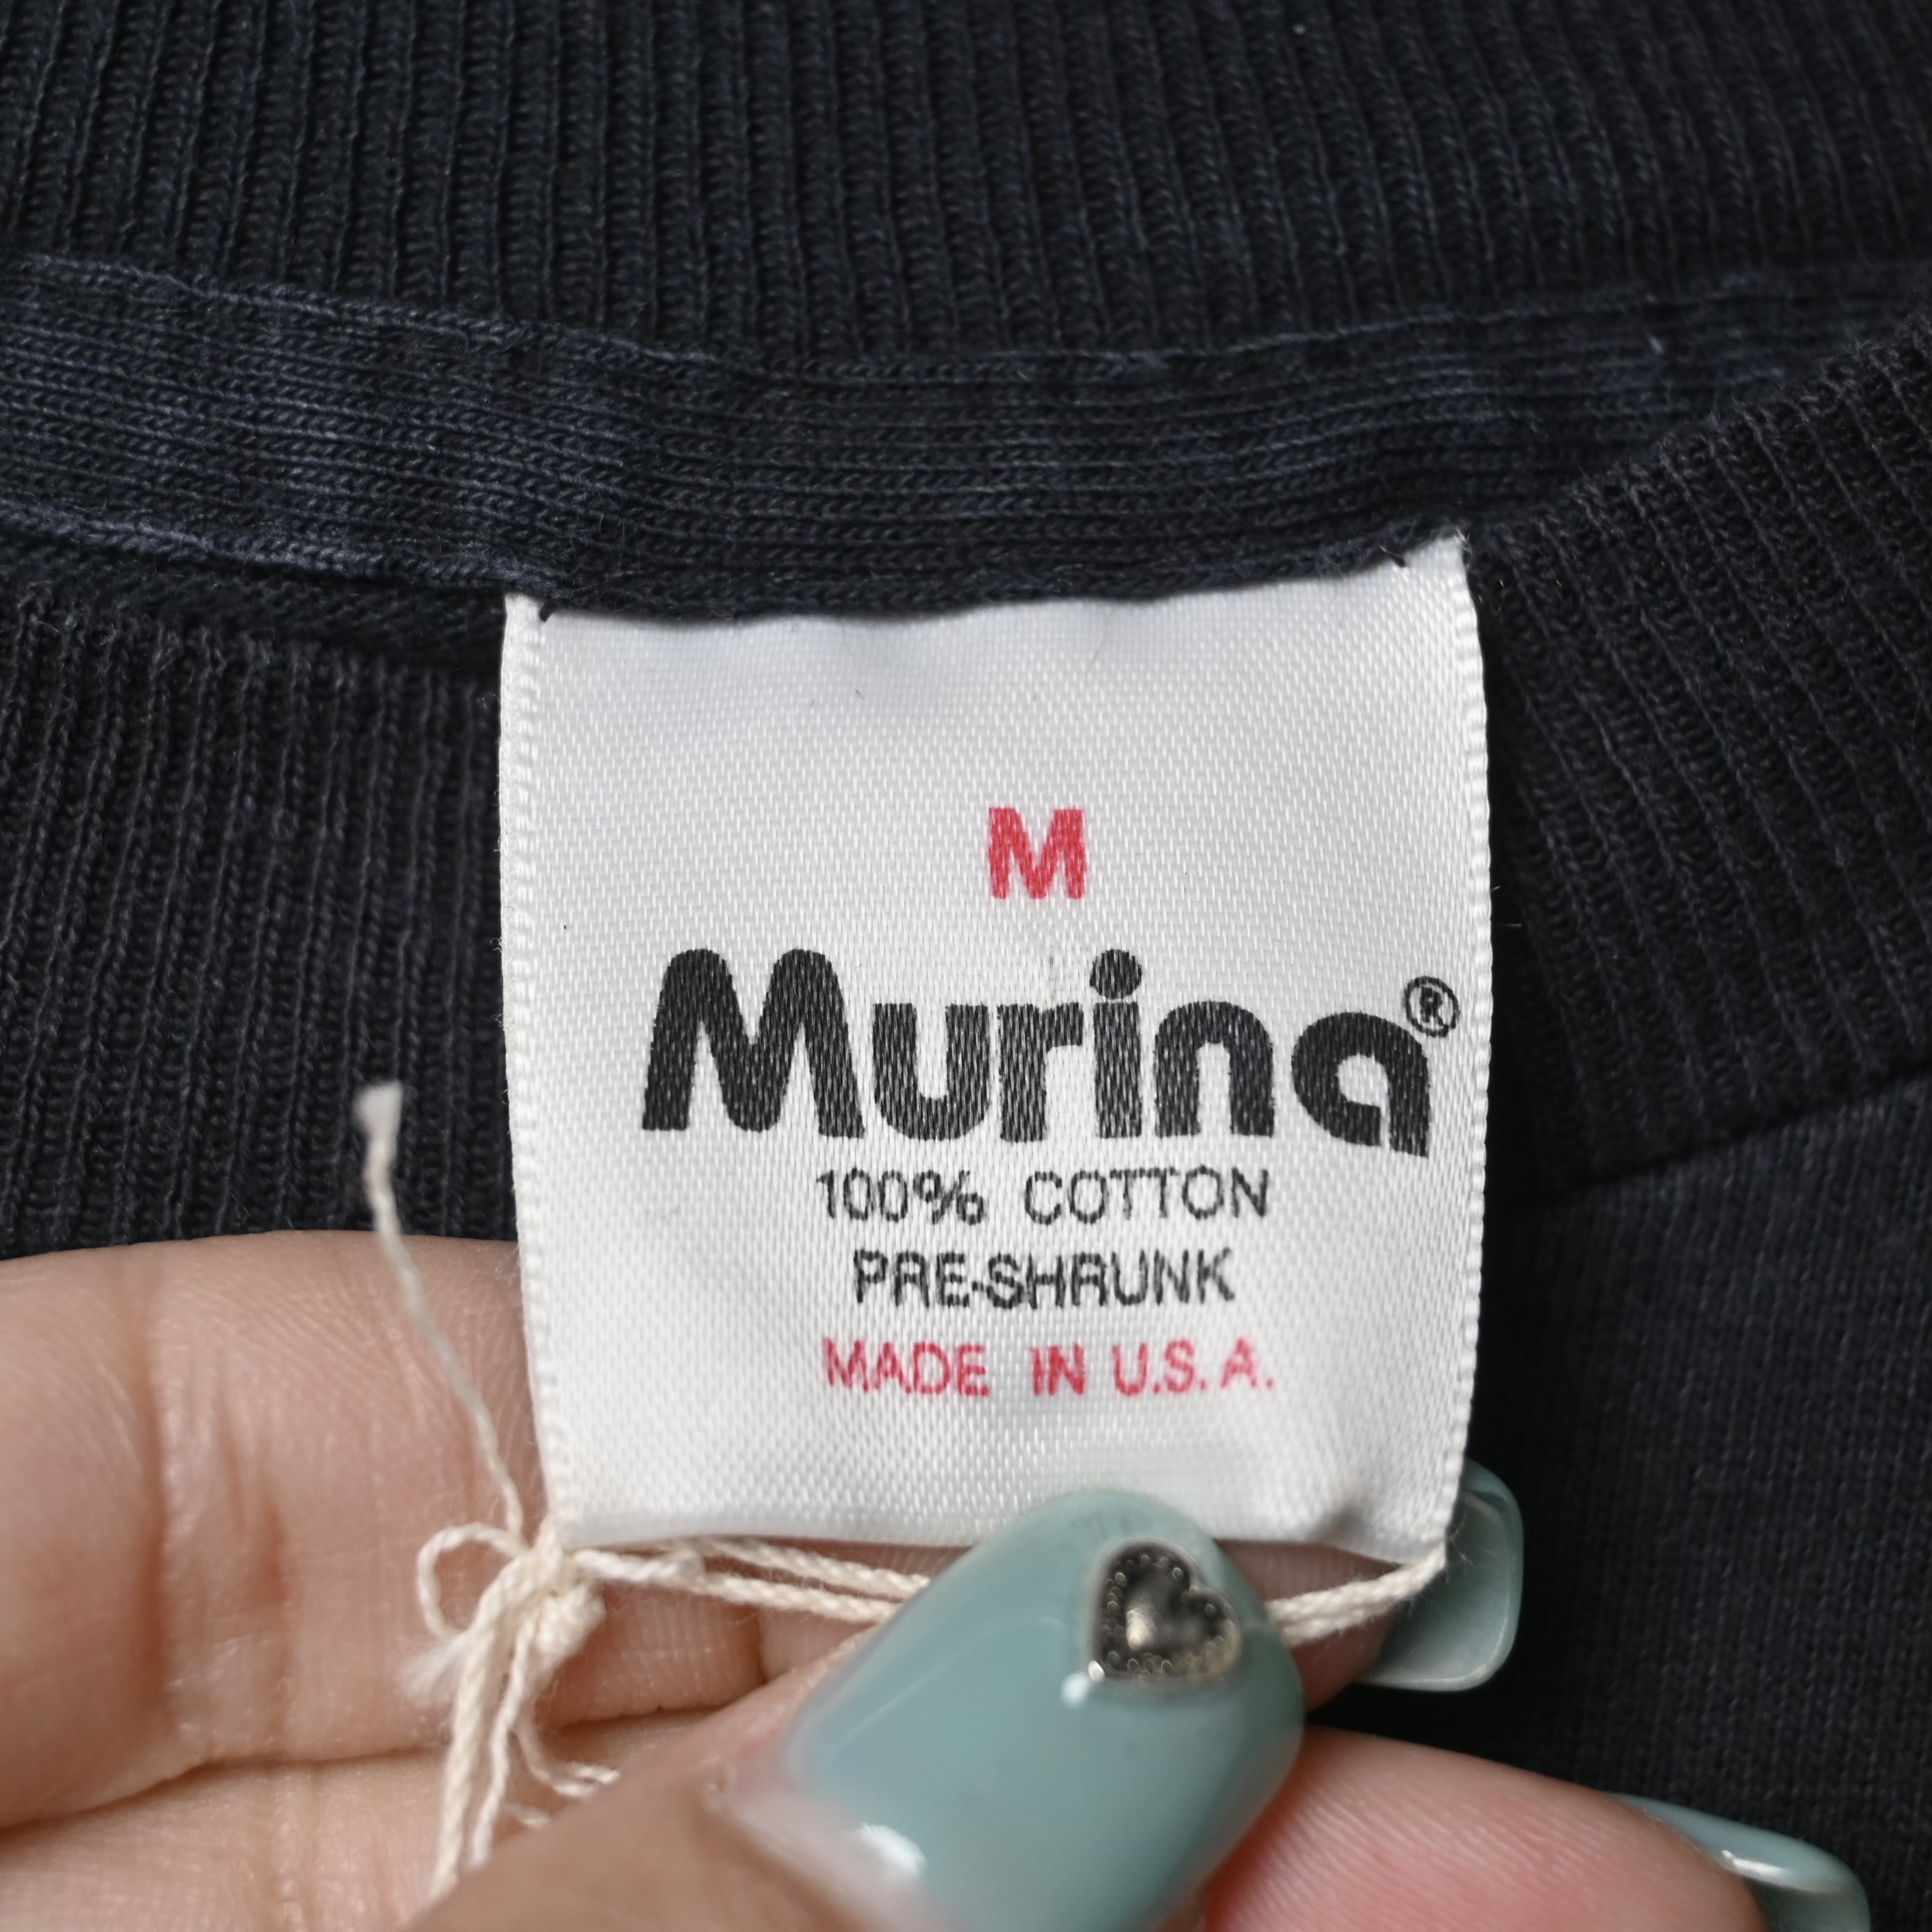 M
Murina®
100% COTTON
PRE-SHRUNK
MADE IN U.S.A.